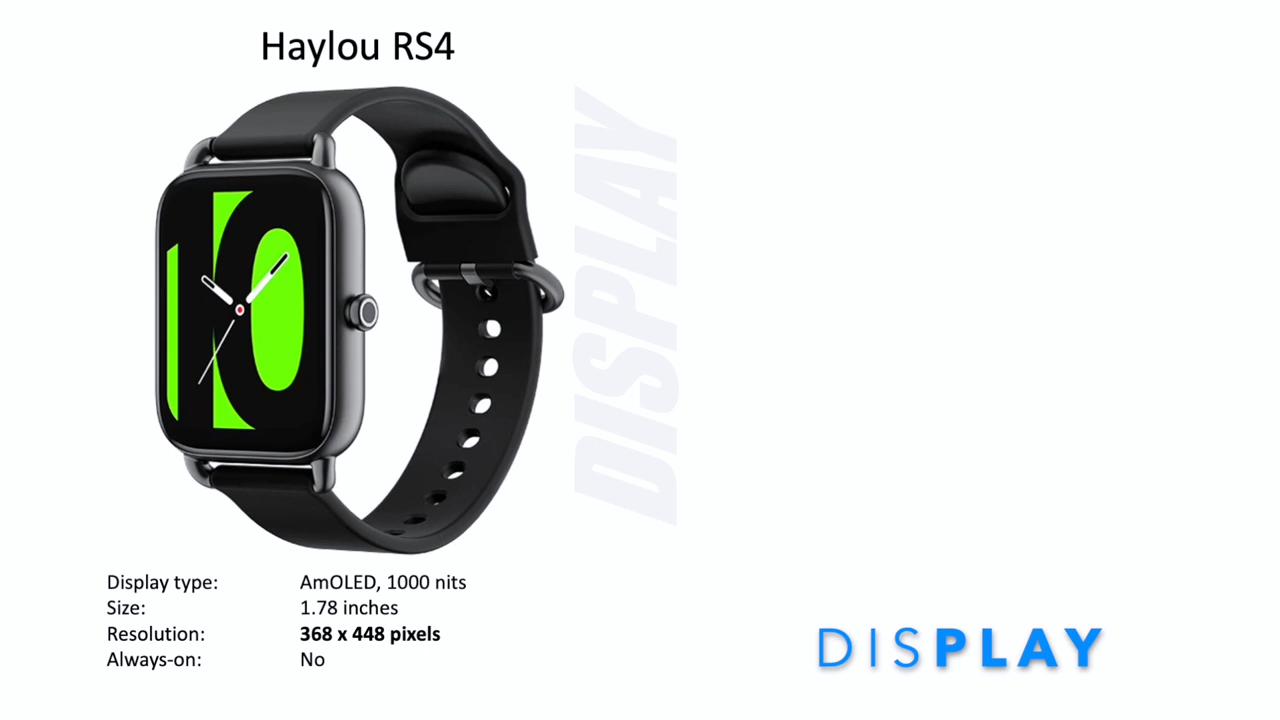 Haylou RS4
DISPLAY
10
Display type: AmOLED, 1000 nits
Size: 1.78 inches
Resolution: 368 x 448 pixels
Always-on: No
DISPLAY